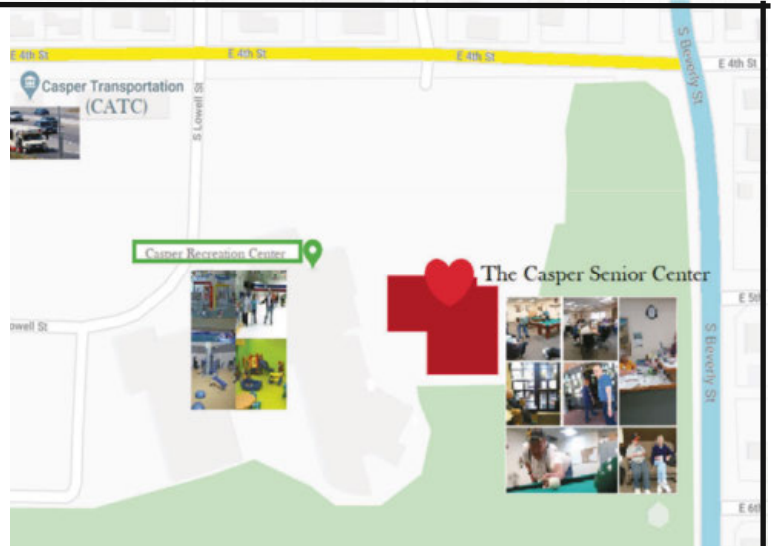 S Beverly St
E 4th St
E 4th St
E 4th St
E 4th St
Casper Transportation
(CATC)
S Lowell St
Casper Recreation Center
The Casper Senior Center
E 5t
owell St
S Beverly St
E 6t